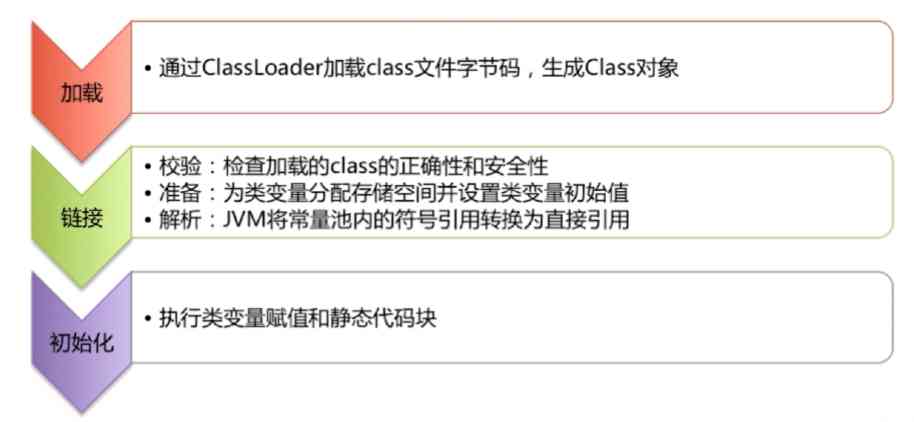 加载
• 通过ClassLoader加载class文件字节码，生成Class对象
链接
• 校验：检查加载的class的正确性和安全性
• 准备：为类变量分配存储空间并设置类变量初始值
• 解析：JVM将常量池内的符号引用转换为直接引用
初始化
• 执行类变量赋值和静态代码块